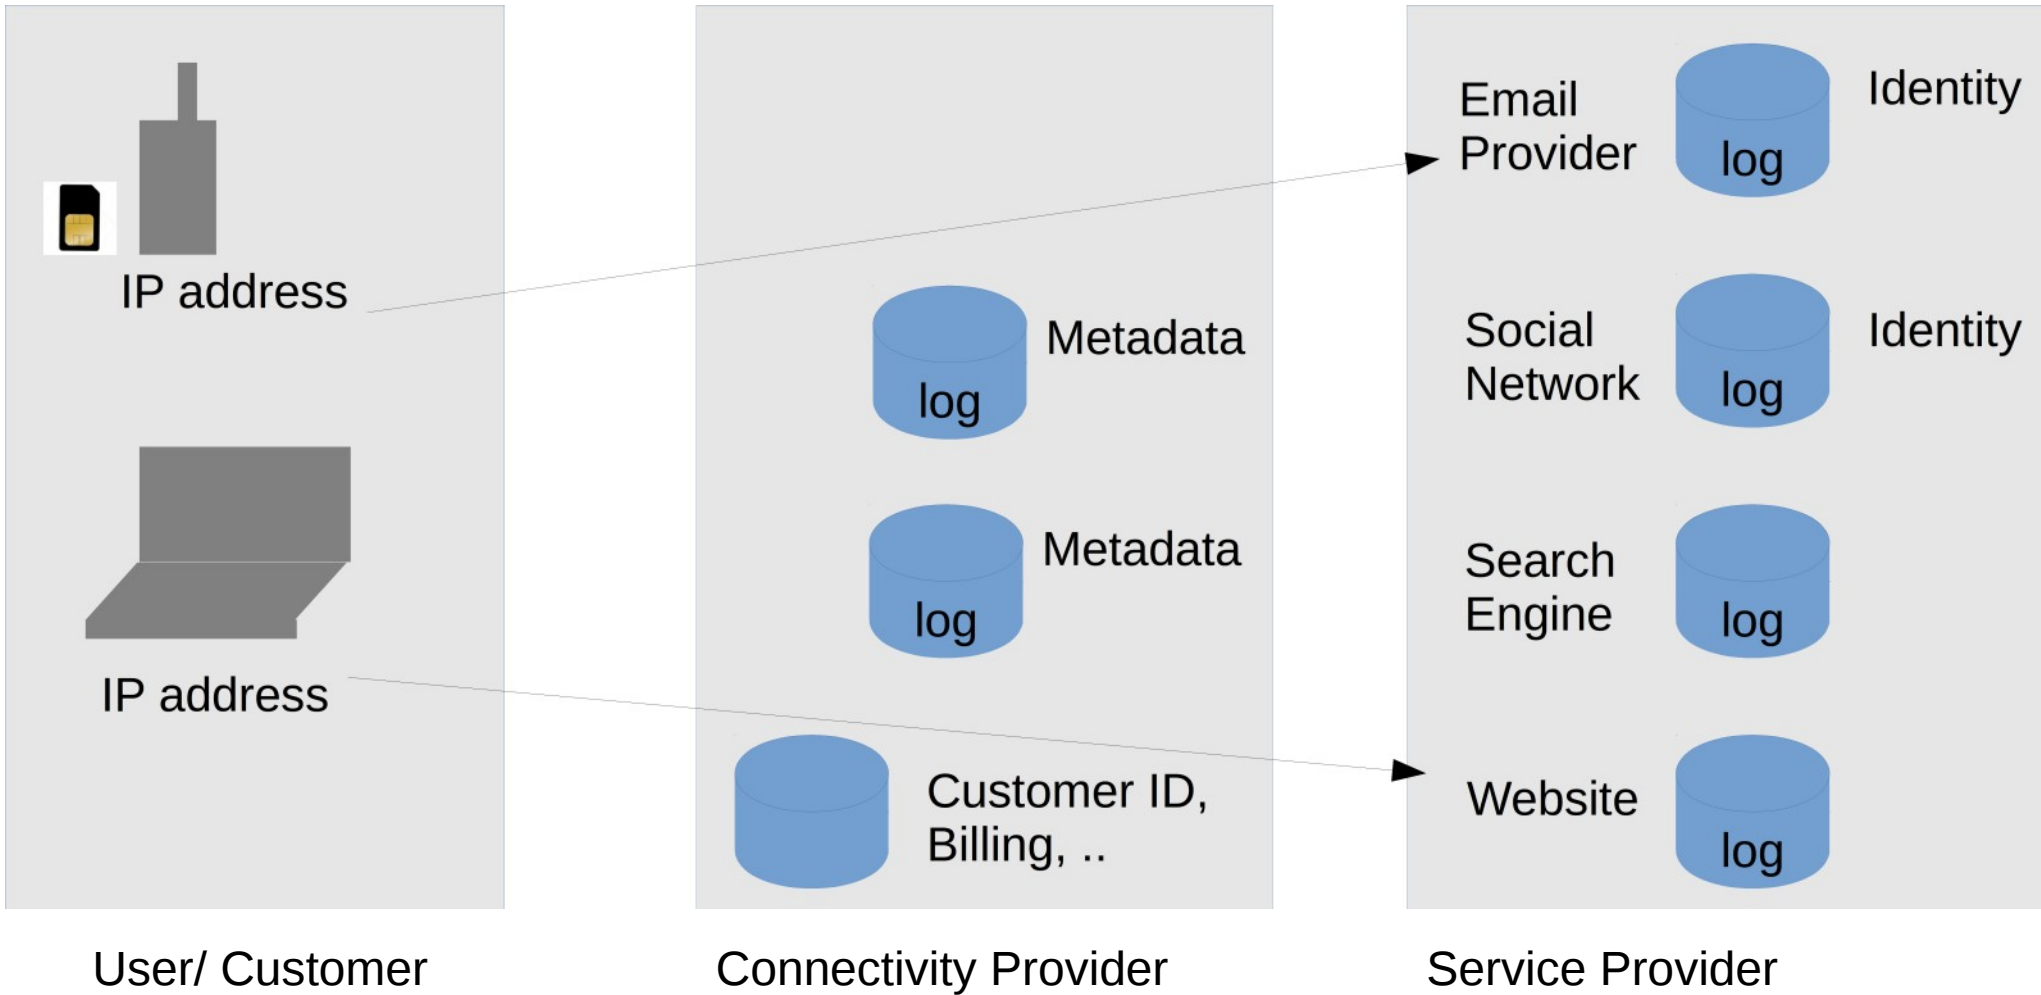 IP address
IP address
User/ Customer
log
Metadata
log
Metadata
Customer ID,
Billing, ..
Connectivity Provider
Email
Provider
log
Identity
Social
Network
log
Identity
Search
Engine
log
Website
log
Service Provider